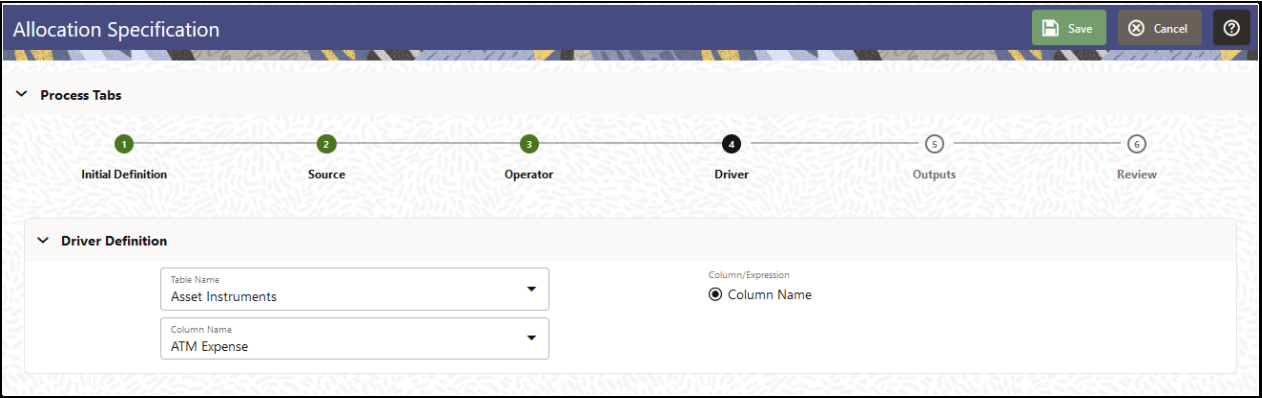 Allocation Specification
Save
Cancel
?
Process Tabs
1 2 3 4 5 6
Initial Definition Source Operator Driver Outputs Review
Driver Definition
Table Name
Asset Instruments
Column/Expression
Column Name
Column Name
ATM Expense